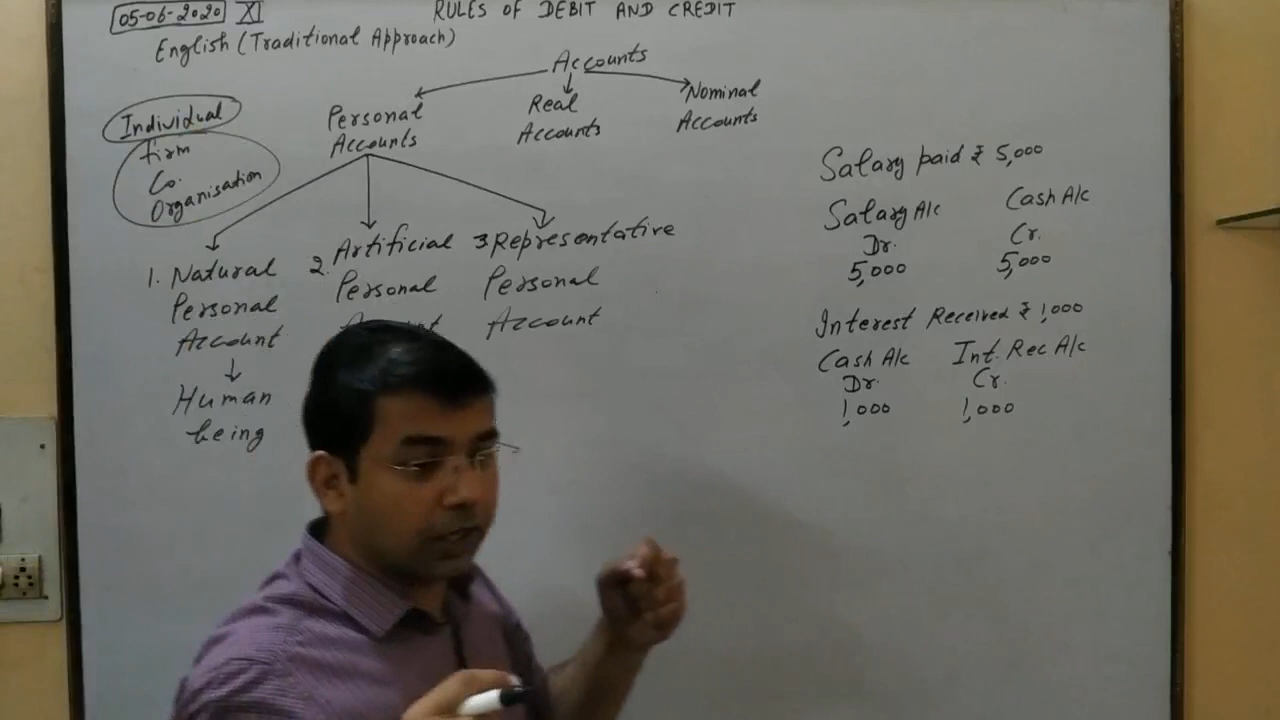 05-06-2020 XI
RULES OF DEBIT AND CREDIT
English (Traditional Approach)
Accounts
Personal
Accounts
Real
Accounts
Nominal
Accounts
Individual
firm
Co.
Organisation
1. Natural
Personal
Account
Human
being
2. Artificial
Personal
3 Representative
Personal
Account
Salary paid ₹ 5,000
Salary A/c Cash A/c
Dr. Cr.
5,000 5,000
Interest Received ₹ 1,000
Cash A/c Int. Rec A/c
Dr. Cr.
1,000 1,000